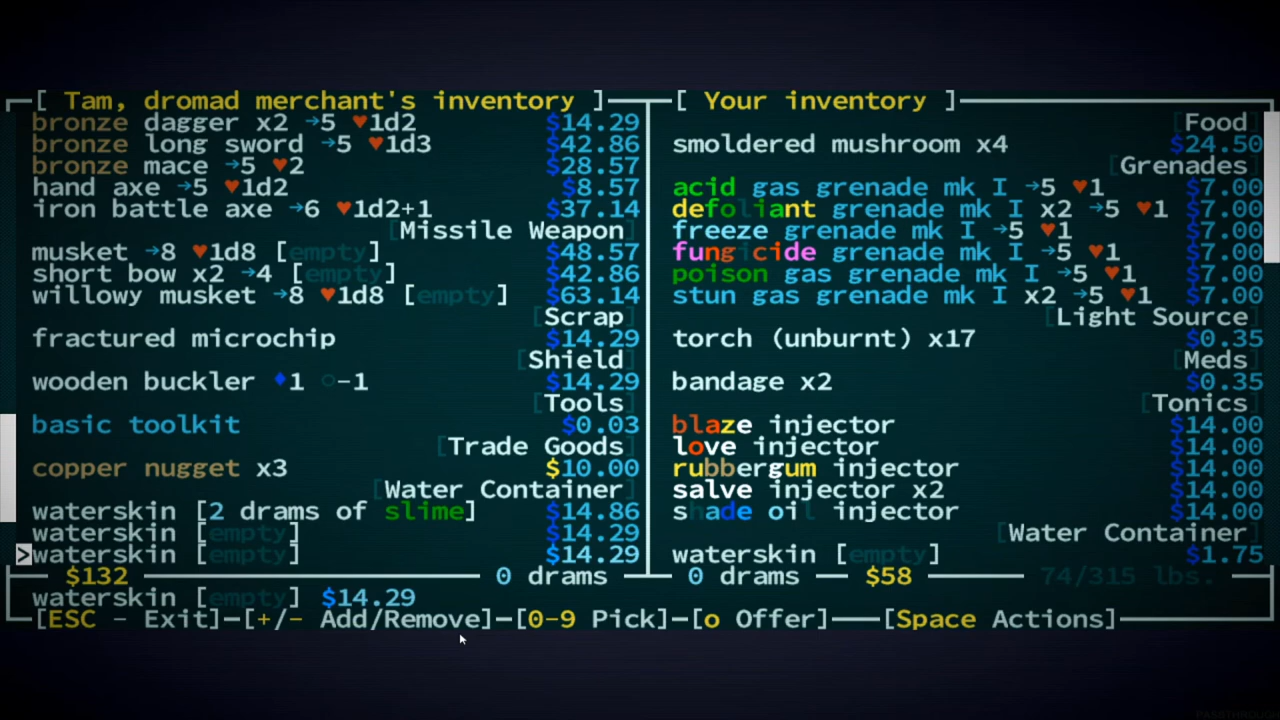 [ Tam, dromad merchant's inventory ]
bronze dagger x2 →5 ♥1d2 $14.29
bronze long sword →5 ♥1d3 $42.86
bronze mace →5 ♥2 $28.57
hand axe →5 ♥1d2 $8.57
iron battle axe →6 ♥1d2+1 $37.14
[Missile Weapon]
musket →8 ♥1d8 [empty] $48.57
short bow x2 →4 [empty] $42.86
willowy musket →8 ♥1d8 [empty] $63.14
[Scrap]
fractured microchip $14.29
[Shield]
wooden buckler ♦1 ○-1 $14.29
[Tools]
basic toolkit $0.03
[Trade Goods]
copper nugget x3 $10.00
[Water Container]
waterskin [2 drams of slime] $14.86
waterskin [empty] $14.29
>waterskin [empty] $14.29
$132 0 drams
[ Your inventory ]
[Food]
smoldered mushroom x4 $24.50
[Grenades]
acid gas grenade mk I →5 ♥1 $7.00
defoliant grenade mk I x2 →5 ♥1 $7.00
freeze grenade mk I →5 ♥1 $7.00
fungicide grenade mk I →5 ♥1 $7.00
poison gas grenade mk I →5 ♥1 $7.00
stun gas grenade mk I x2 →5 ♥1 $7.00
[Light Source]
torch (unburnt) x17 $0.35
[Meds]
bandage x2 $0.35
[Tonics]
blaze injector $14.00
love injector $14.00
rubbergum injector $14.00
salve injector x2 $14.00
shade oil injector $14.00
[Water Container]
waterskin [empty] $1.75
0 drams $58 74/315 lbs.
waterskin [empty] $14.29
[ESC - Exit] [+/- Add/Remove] [0-9 Pick] [o Offer] [Space Actions]